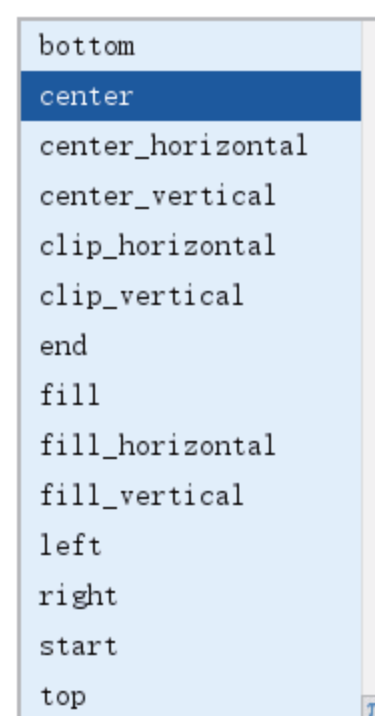 bottom
center
center_horizontal
center_vertical
clip_horizontal
clip_vertical
end
fill
fill_horizontal
fill_vertical
left
right
start
top